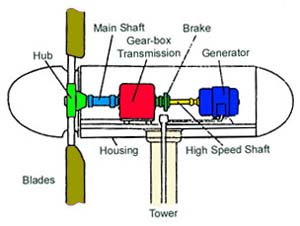 Main Shaft
Gear-box
Transmission
Brake
Generator
Hub
Housing
High Speed Shaft
Blades
Tower